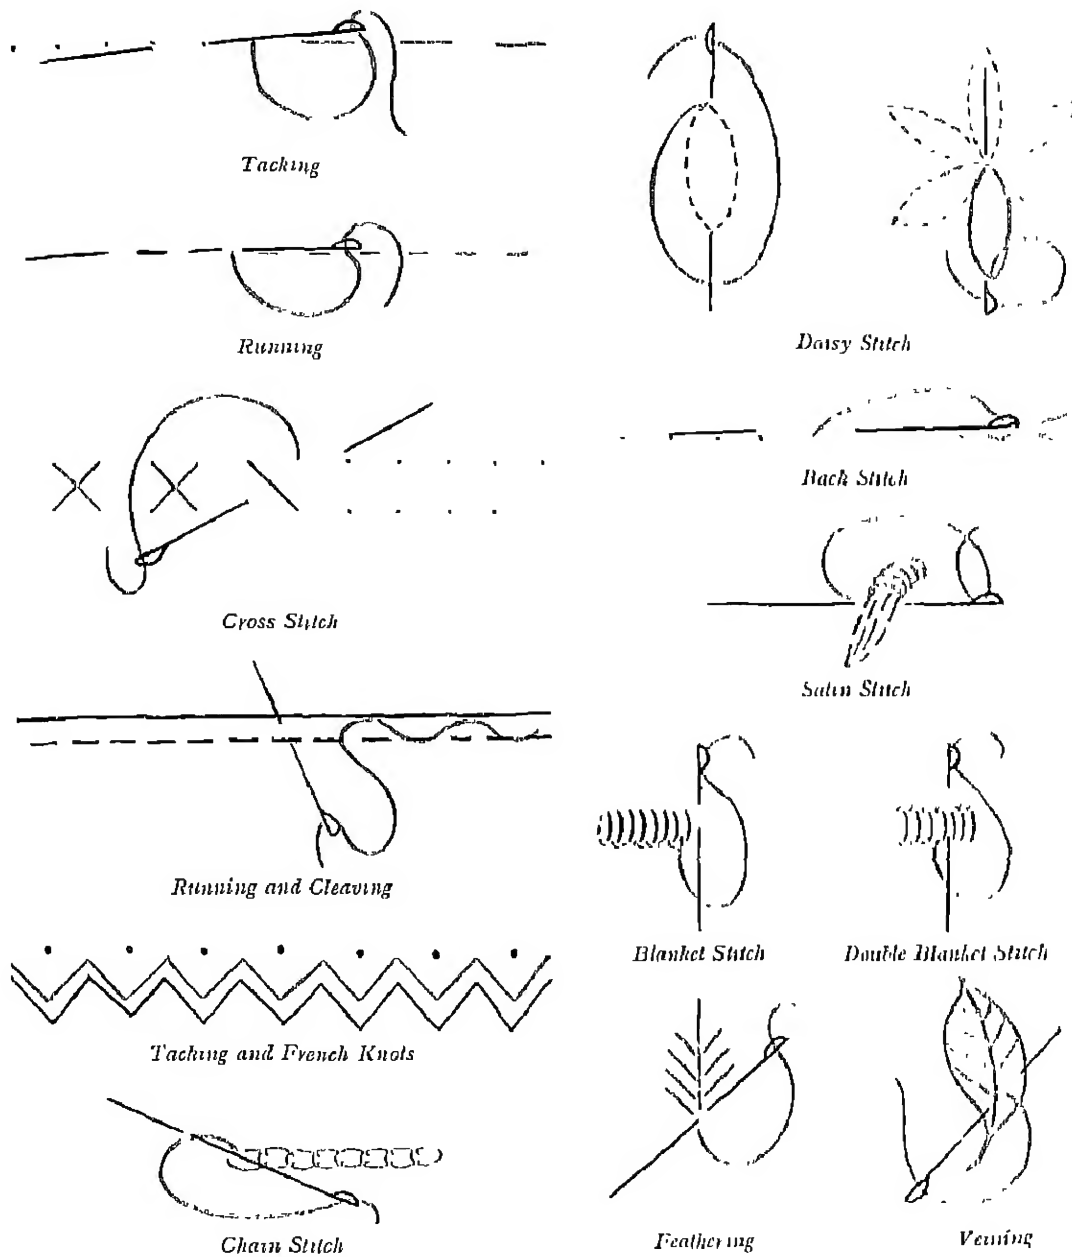 Tacking
Running
Cross Stitch
Running and Cleaving
Tacking and French Knots
Chain Stitch
Daisy Stitch
Back Stitch
Satin Stitch
Blanket Stitch
Double Blanket Stitch
Feathering
Veining